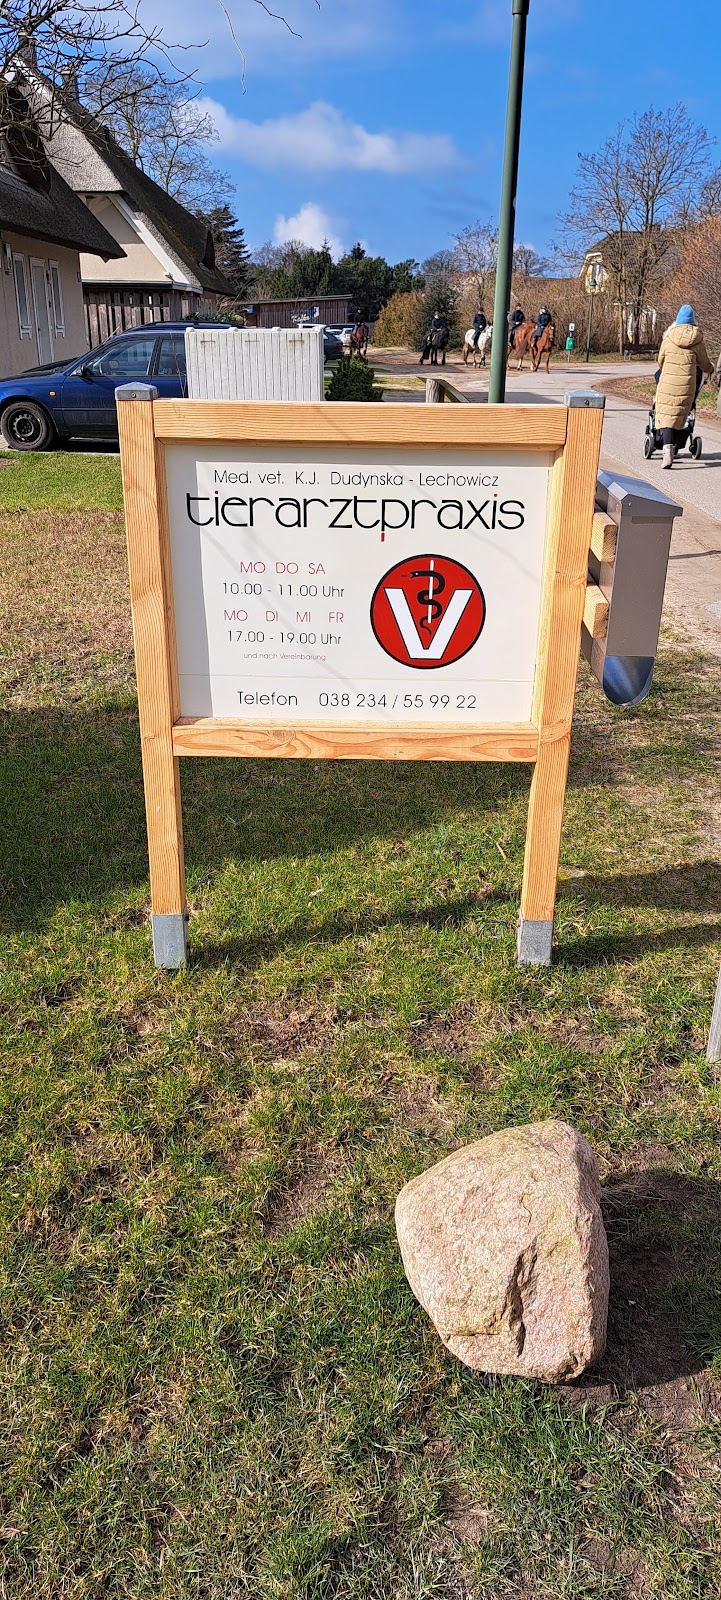 Med. vet. K.J. Dudynska - Lechowicz
tierarztpraxis
MO DO SA
10.00 - 11.00 Uhr
MO DI MI FR
17.00 - 19.00 Uhr
und nach Vereinbarung
V
Telefon 038 234 / 55 99 22